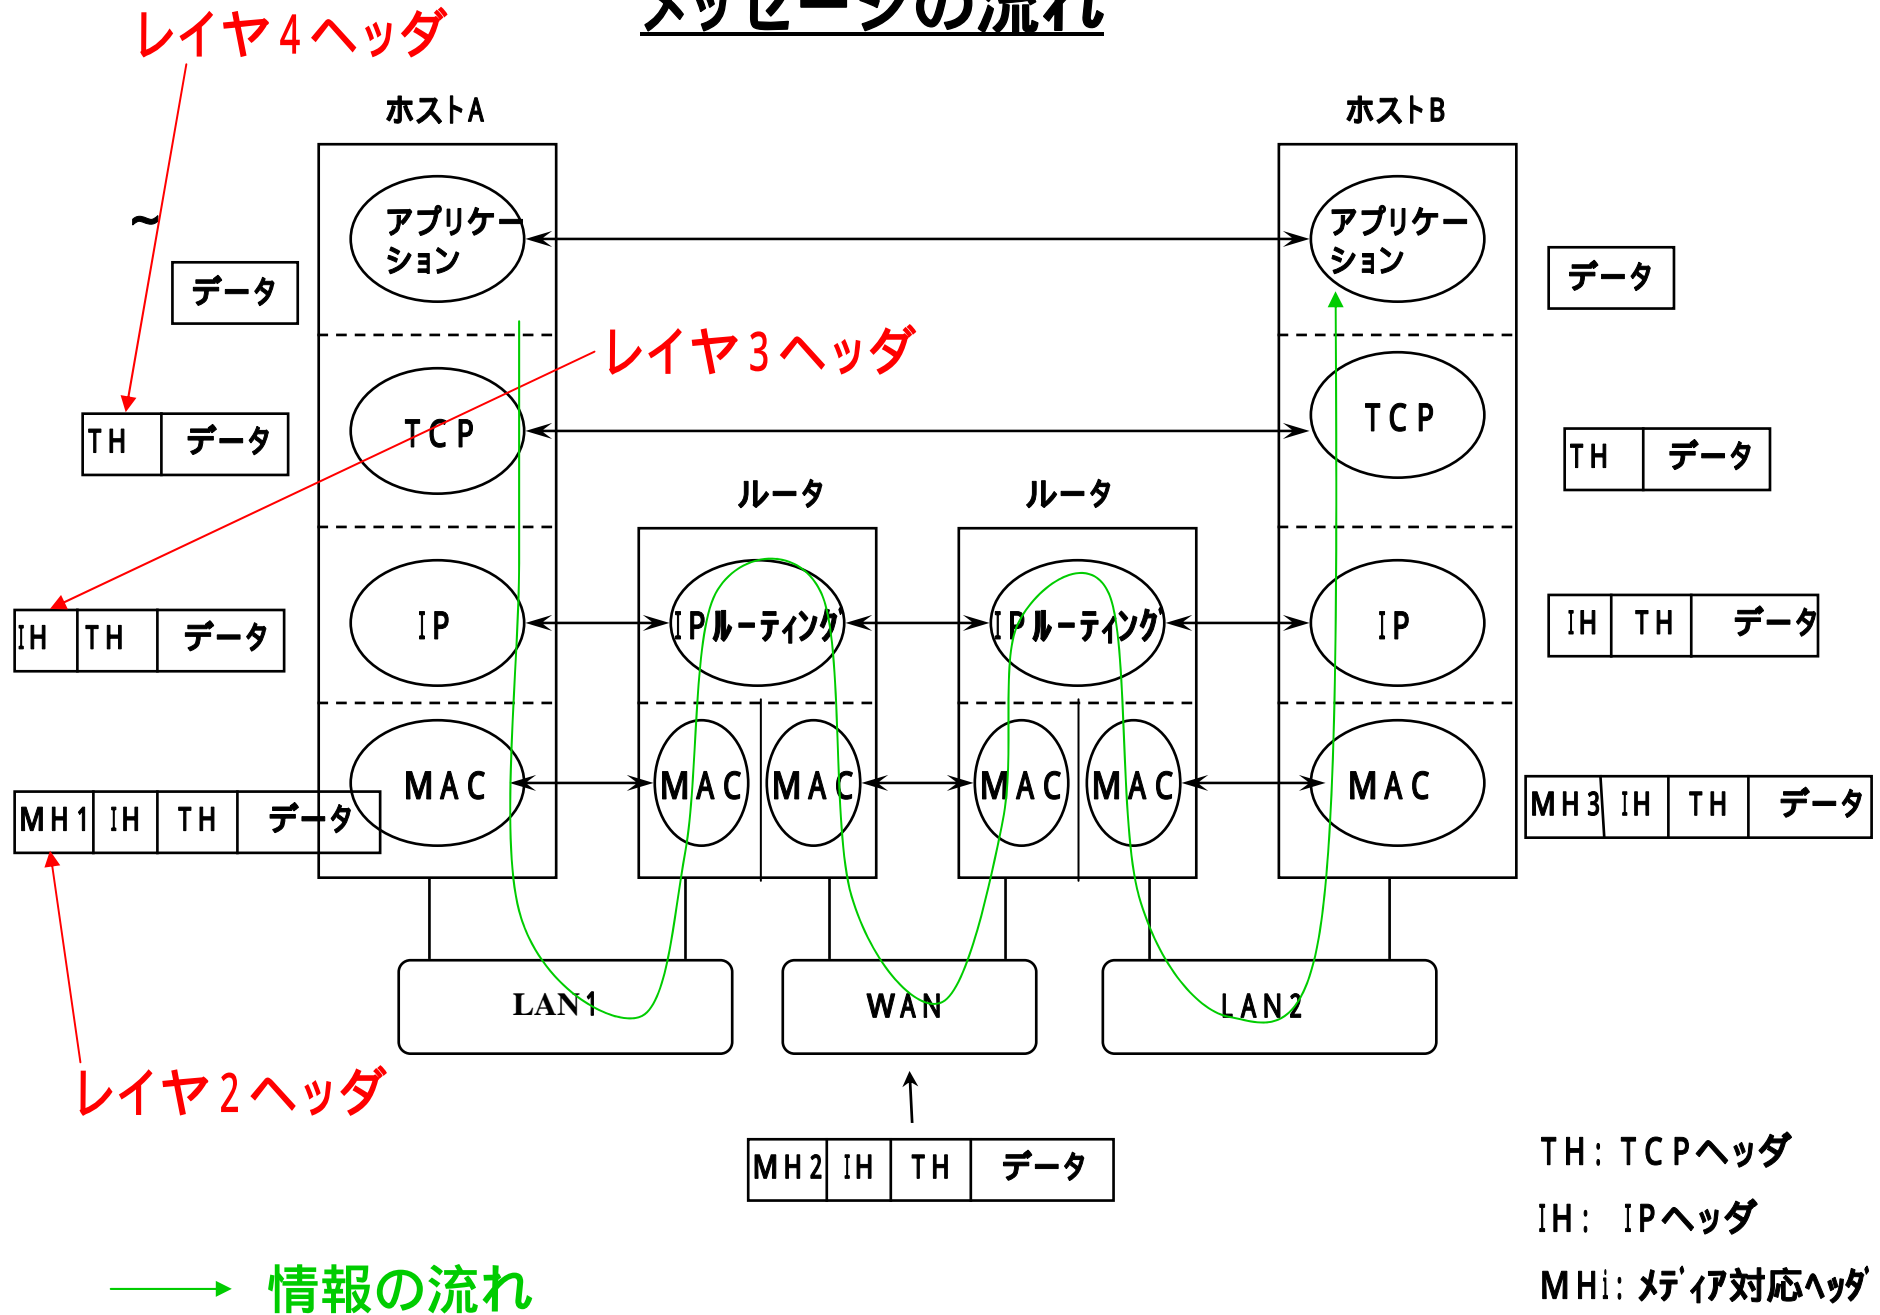 メッセージの流れ
レイヤ4ヘッダ
ホストA
ホストB
~
アプリケー
ション
アプリケー
ション
データ
データ
レイヤ3ヘッダ
TCP
TCP
TH データ
TH データ
ルータ
ルータ
IP
IPルーティング
IPルーティング
IP
IH TH データ
IH TH データ
MAC
MAC
MAC
MAC
MAC
MAC
MH1 IH TH データ
MH3 IH TH データ
LAN1
WAN
LAN2
レイヤ2ヘッダ
MH2 IH TH データ
TH: TCPヘッダ
IH: IPヘッダ
MHi: メディア対応ヘッダ
情報の流れ